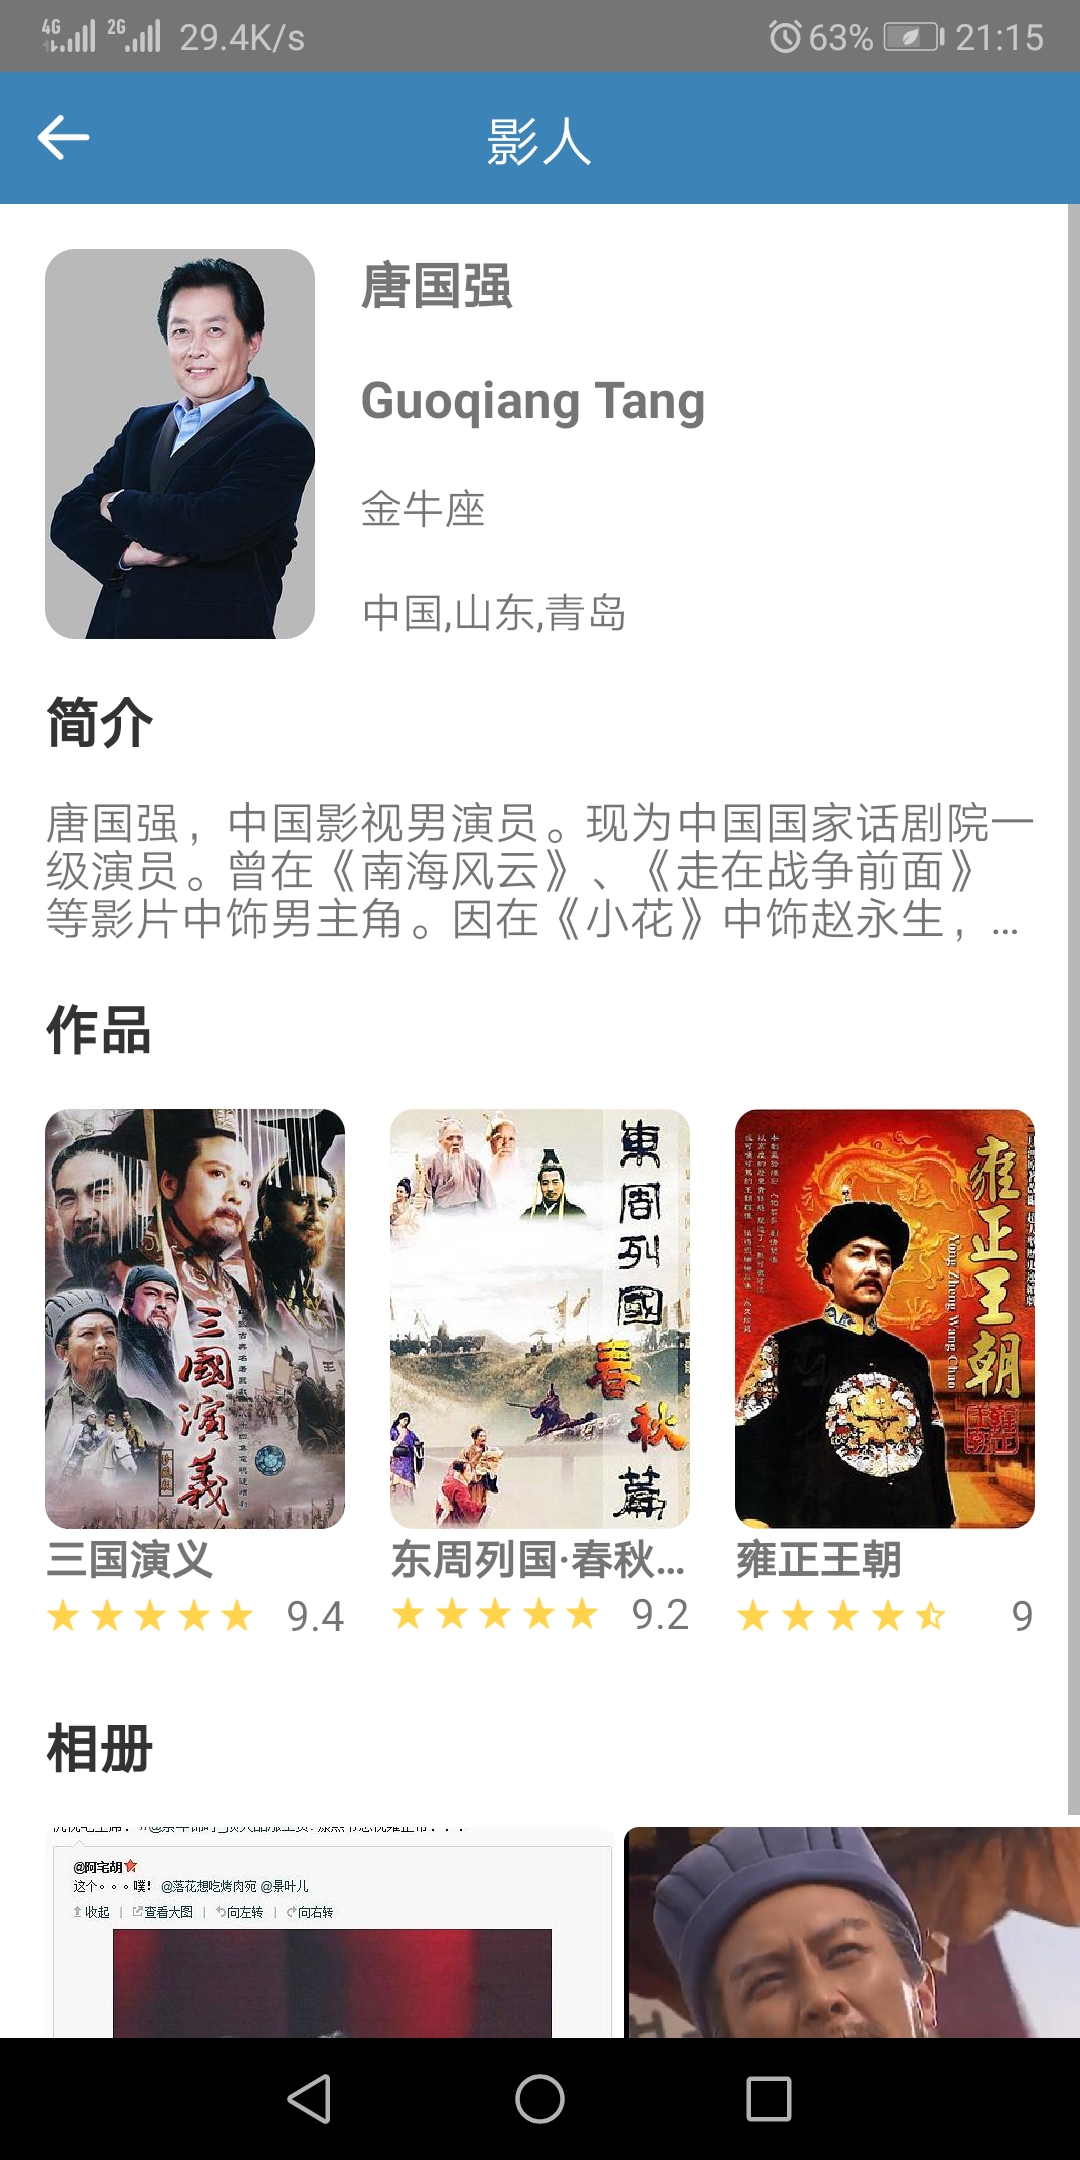 4G 2G 29.4K/s 63% 21:15
影人
唐国强
Guoqiang Tang
金牛座
中国,山东,青岛
简介
唐国强，中国影视男演员。现为中国国家话剧院一
级演员。曾在《南海风云》、《走在战争前面》
等影片中饰男主角。因在《小花》中饰赵永生，...
作品
三國演義
珍藏版
東周列國
春秋
篇
雍正王朝
Yong Zheng Wang Chao
三国演义
东周列国·春秋...
雍正王朝
9.4
9.2
9
相册
@阿宅胡
这个。。。噗！ @落花想吃烤肉宛 @景叶儿
收起 | 查看大图 | 向左转 | 向右转